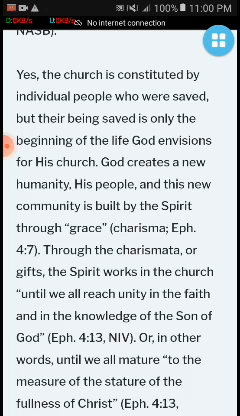 100% 11:00 PM
0:0KB/s U:0KB/s No internet connection
NASB).
Yes, the church is constituted by
individual people who were saved,
but their being saved is only the
beginning of the life God envisions
for His church. God creates a new
humanity, His people, and this new
community is built by the Spirit
through “grace” (charisma; Eph.
4:7). Through the charismata, or
gifts, the Spirit works in the church
“until we all reach unity in the faith
and in the knowledge of the Son of
God” (Eph. 4:13, NIV). Or, in other
words, until we all mature “to the
measure of the stature of the
fullness of Christ” (Eph. 4:13,